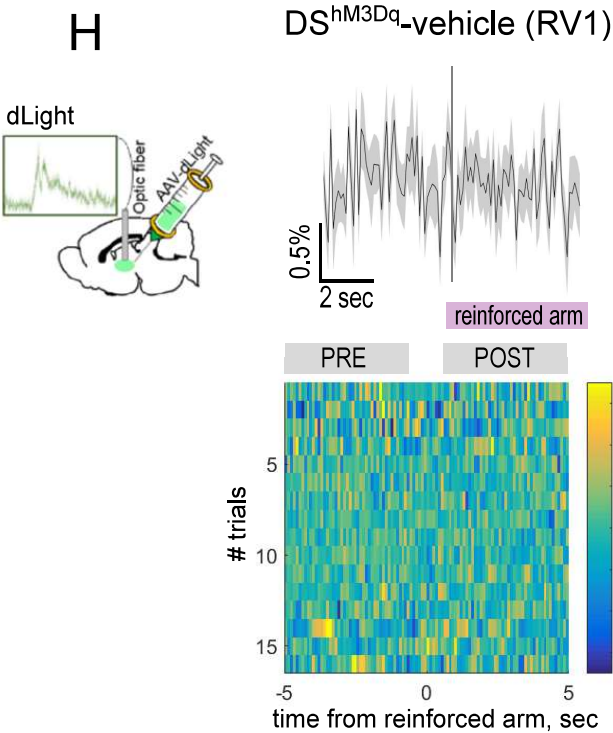 H
DS^hM3Dq-vehicle (RV1)
dLight
Optic fiber
AAV-dLight
0.5%
2 sec
reinforced arm
PRE
POST
# trials
5
10
15
-5
0
5
time from reinforced arm, sec